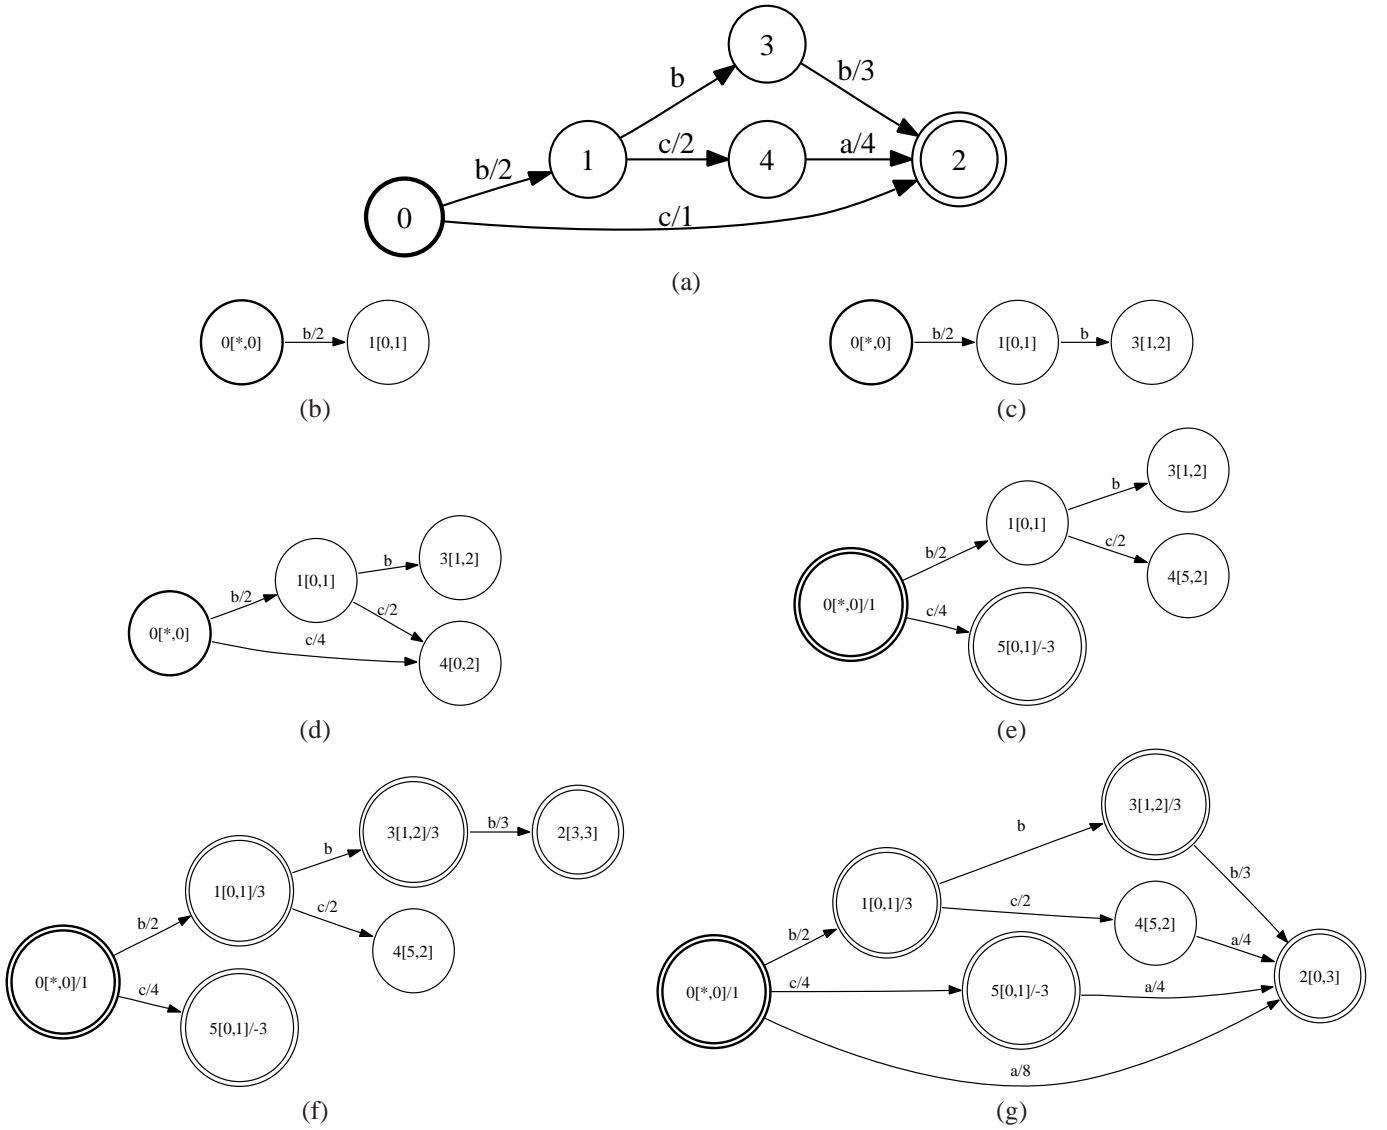 3
b
b/3
1
c/2
4
a/4
2
b/2
0
c/1
(a)
0[*,0]
b/2
1[0,1]
(b)
0[*,0]
b/2
1[0,1]
b
3[1,2]
(c)
3[1,2]
b
1[0,1]
b/2
c/2
0[*,0]
c/4
4[0,2]
(d)
3[1,2]
b
1[0,1]
b/2
c/2
4[5,2]
0[*,0]/1
c/4
5[0,1]/-3
(e)
3[1,2]/3
b/3
2[3,3]
b
1[0,1]/3
b/2
c/2
4[5,2]
0[*,0]/1
c/4
5[0,1]/-3
(f)
3[1,2]/3
b
b/3
1[0,1]/3
c/2
4[5,2]
b/2
a/4
0[*,0]/1
c/4
5[0,1]/-3
a/4
2[0,3]
a/8
(g)